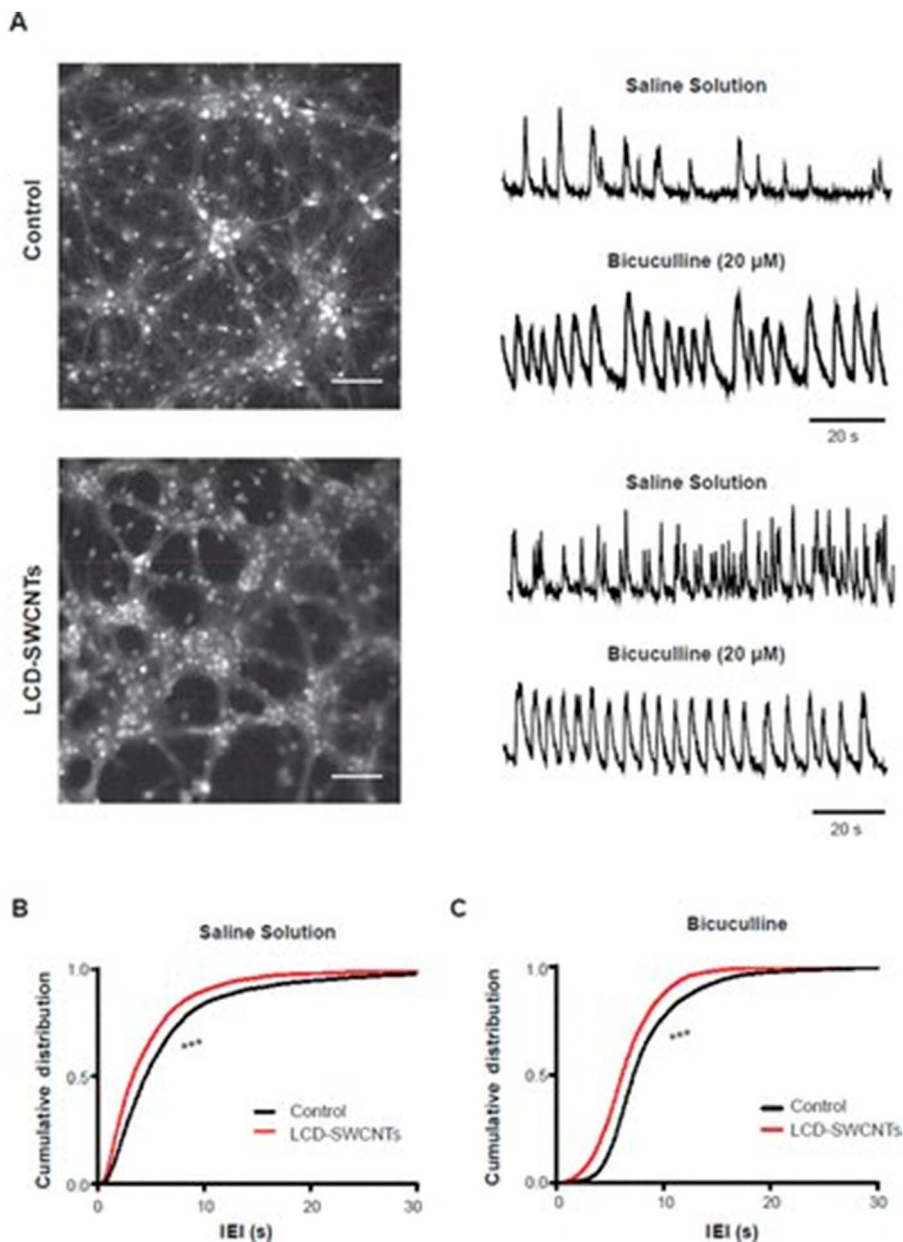 A
Control
Saline Solution
Bicuculline (20 µM)
20 s
LCD-SWCNTs
Saline Solution
Bicuculline (20 µM)
20 s
B
Saline Solution
Cumulative distribution
1.0
0.5
0.0
***
Control
LCD-SWCNTs
0
10
20
30
IEI (s)
C
Bicuculline
Cumulative distribution
1.0
0.5
0.0
***
Control
LCD-SWCNTs
0
10
20
30
IEI (s)